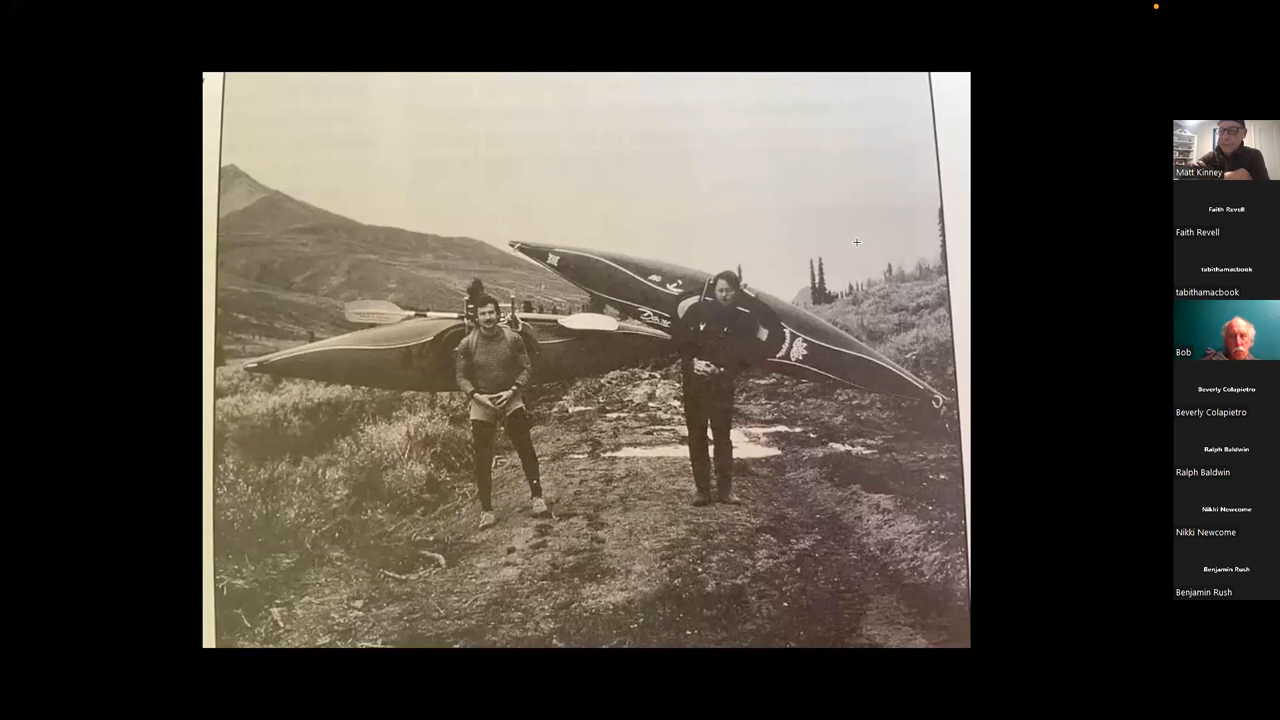 Matt Kinney
Faith Revell
Faith Revell
tabithamacbook
tabithamacbook
Bob
Beverly Colapietro
Beverly Colapietro
Ralph Baldwin
Ralph Baldwin
Nikki Newcome
Nikki Newcome
Benjamin Rush
Benjamin Rush